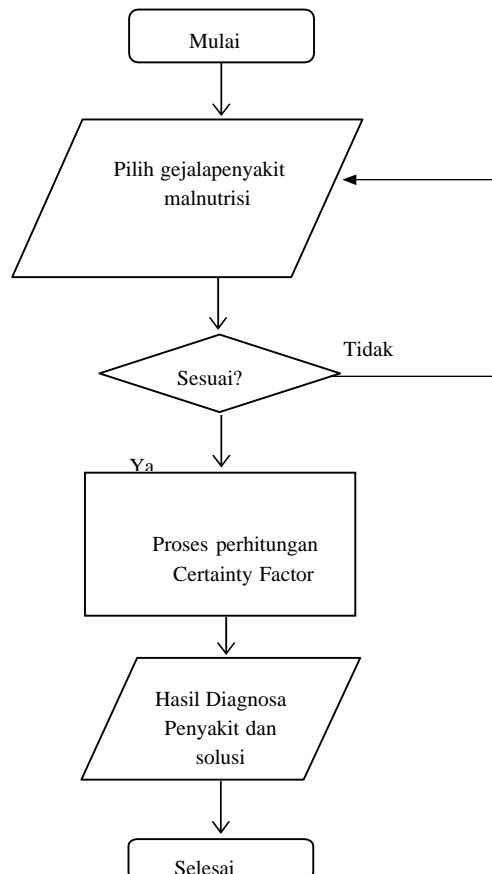 Mulai
Pilih gejalapenyakit
malnutrisi
Tidak
Sesuai?
Ya
Proses perhitungan
Certainty Factor
Hasil Diagnosa
Penyakit dan
solusi
Selesai